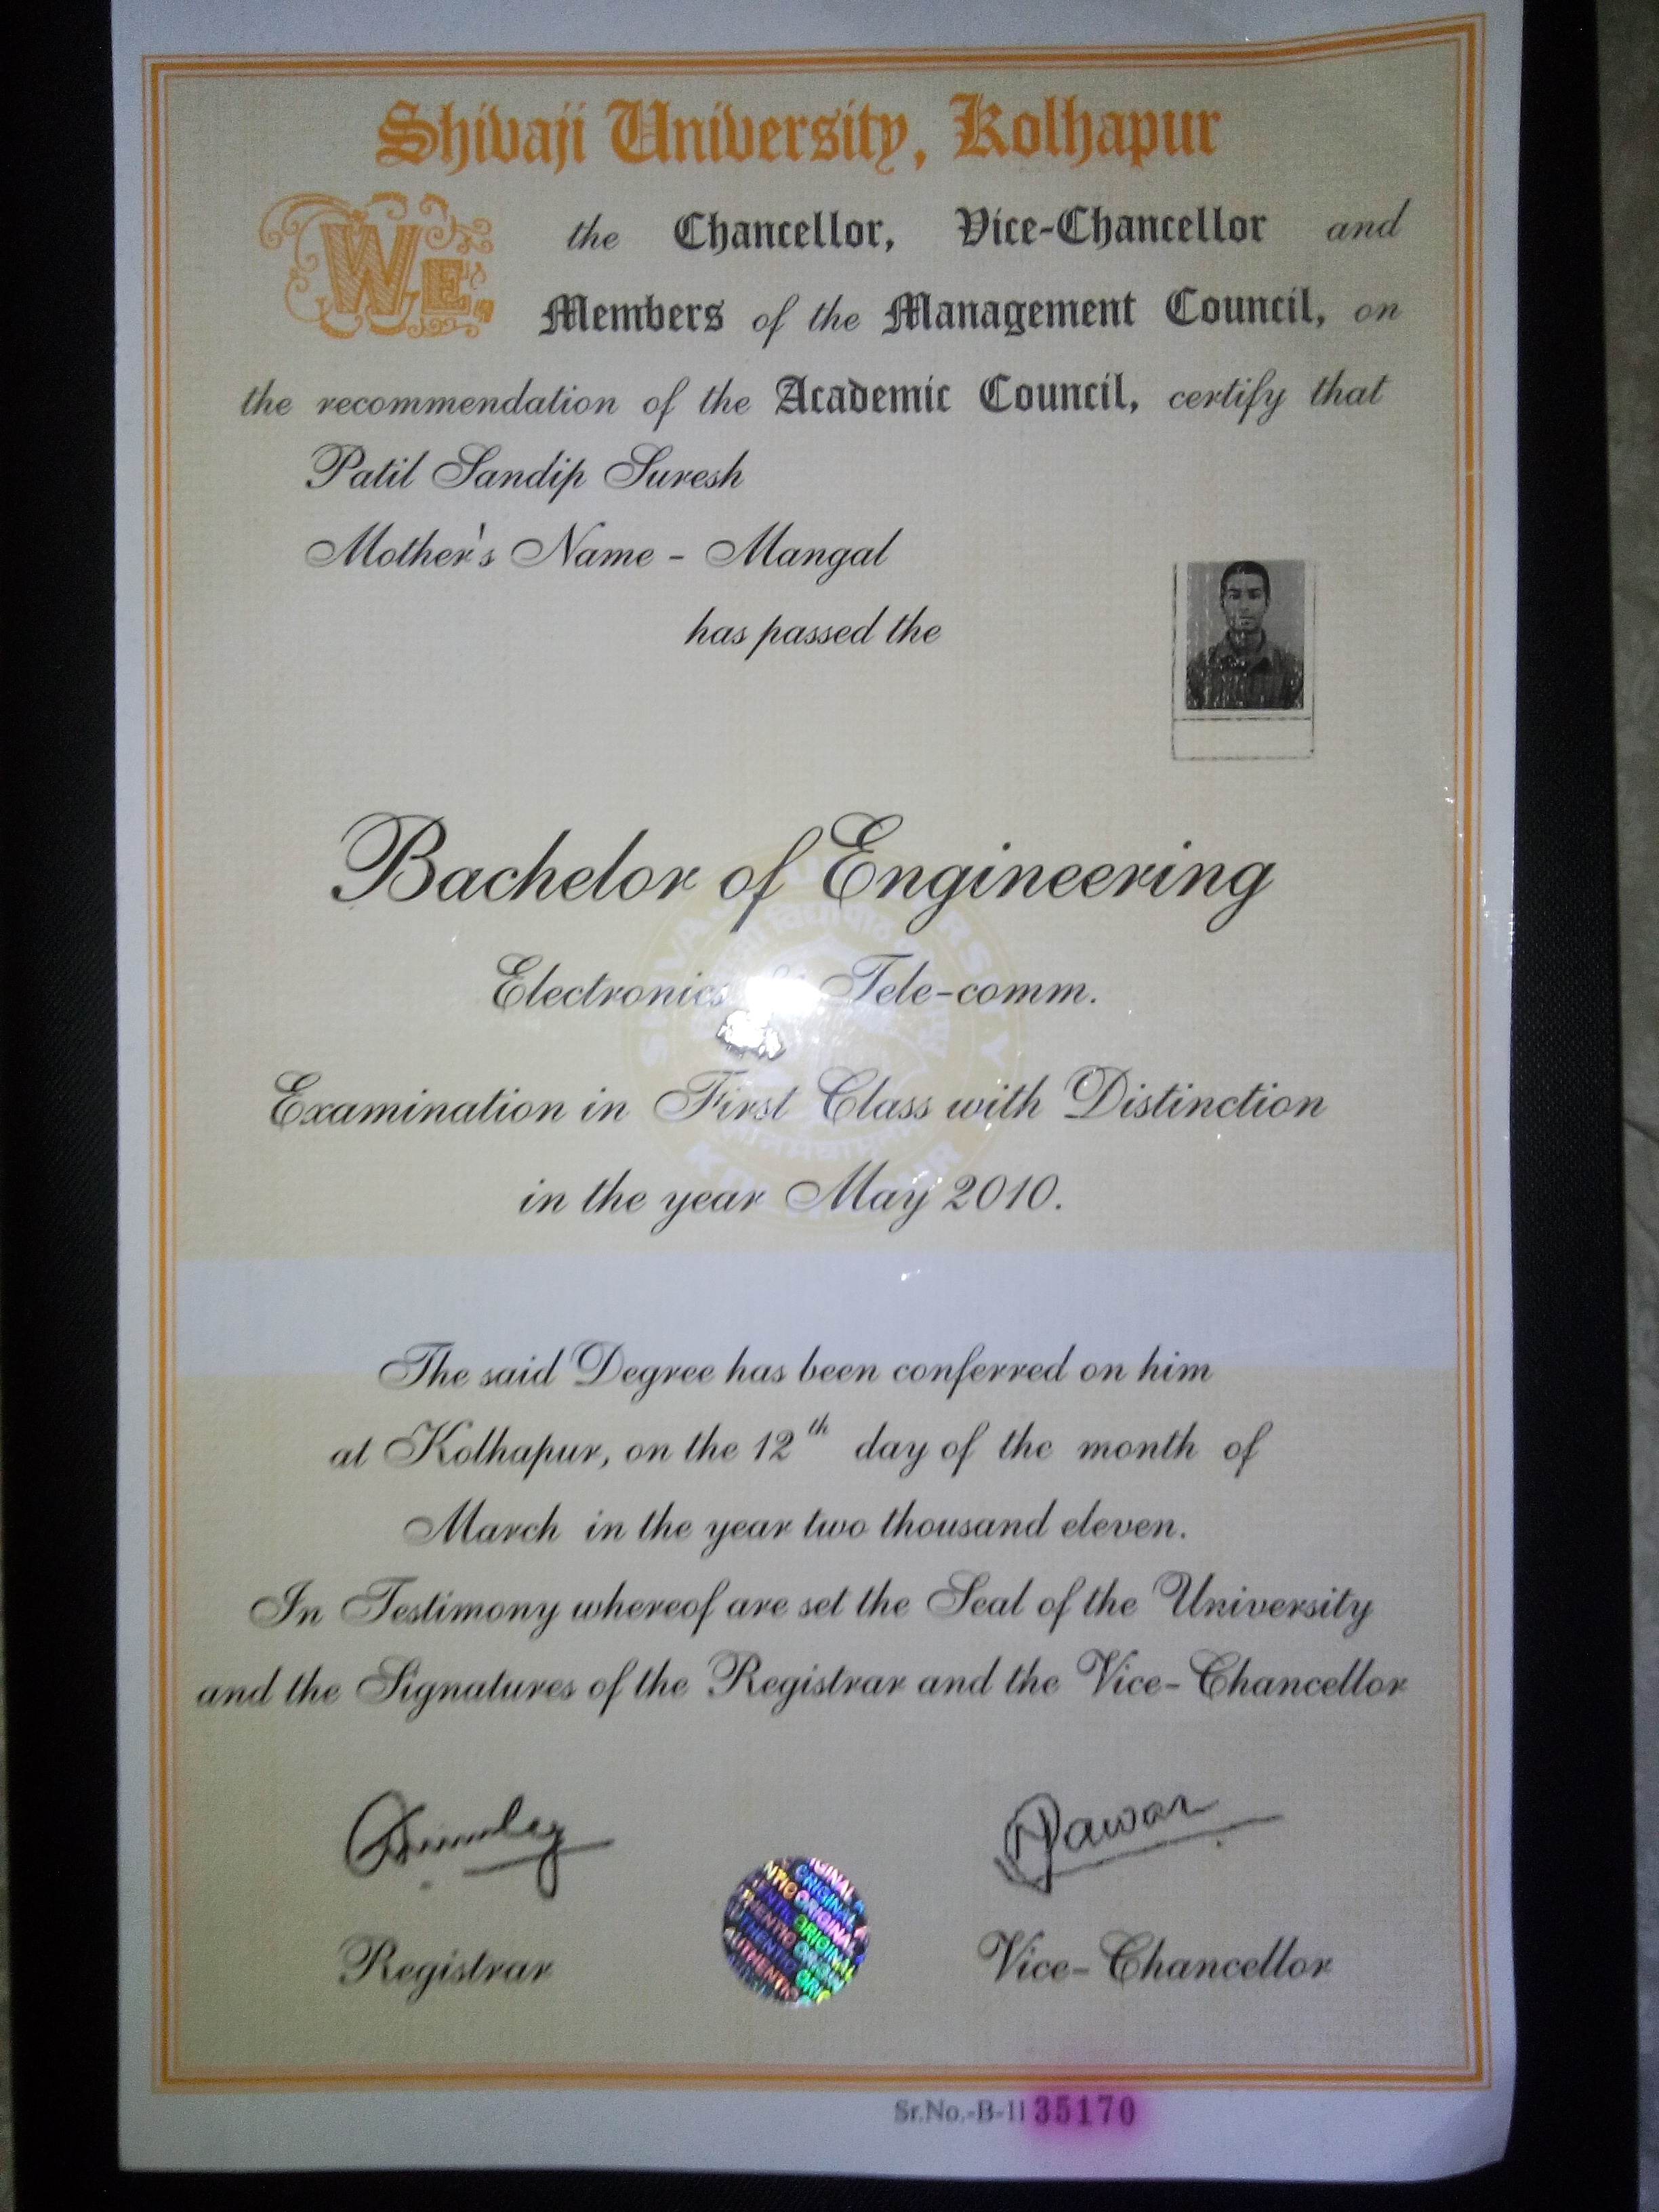 Shivaji University, Kolhapur
WE, the Chancellor, Vice-Chancellor and
Members of the Management Council, on
the recommendation of the Academic Council, certify that
Patil Sandip Suresh
Mother's Name - Mangal
has passed the
Bachelor of Engineering
Electronics Tele-comm.
Examination in First Class with Distinction
in the year May 2010.
The said Degree has been conferred on him
at Kolhapur, on the 12th day of the month of
March in the year two thousand eleven.
In Testimony whereof are set the Seal of the University
and the Signatures of the Registrar and the Vice-Chancellor
Registrar
Vice-Chancellor
Sr.No.-B-11 35170